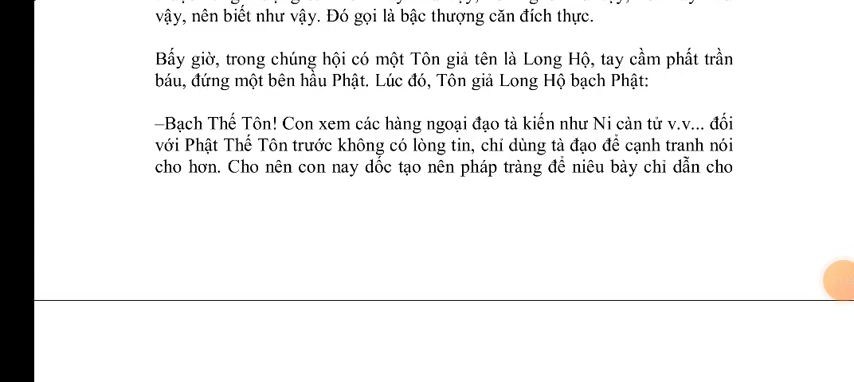 vậy, nên biết như vậy. Đó gọi là bậc thượng căn đích thực.
Bấy giờ, trong chúng hội có một Tôn giả tên là Long Hộ, tay cầm phất trần
báu, đứng một bên hầu Phật. Lúc đó, Tôn giả Long Hộ bạch Phật:
–Bạch Thế Tôn! Con xem các hàng ngoại đạo tà kiến như Ni càn tử v.v... đối
với Phật Thế Tôn trước không có lòng tin, chỉ dùng tà đạo để cạnh tranh nói
cho hơn. Cho nên con nay dốc tạo nên pháp tràng để niêu bày chỉ dẫn cho